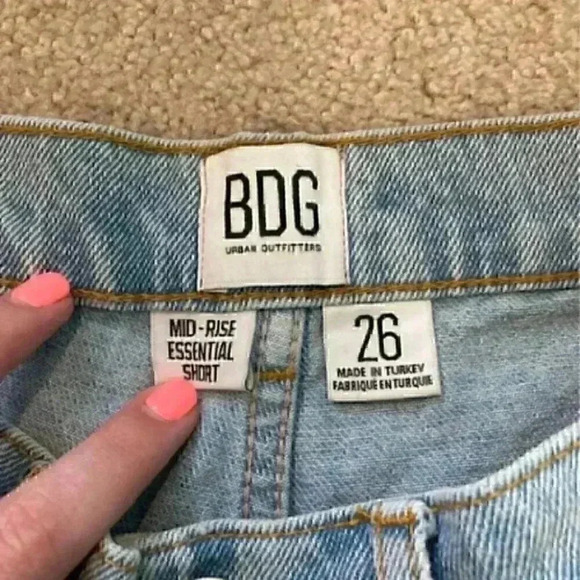 BDG
URBAN OUTFITTERS
MID-RISE
ESSENTIAL
SHORT
26
MADE IN TURKEY
FABRIQUE EN TURQUIE